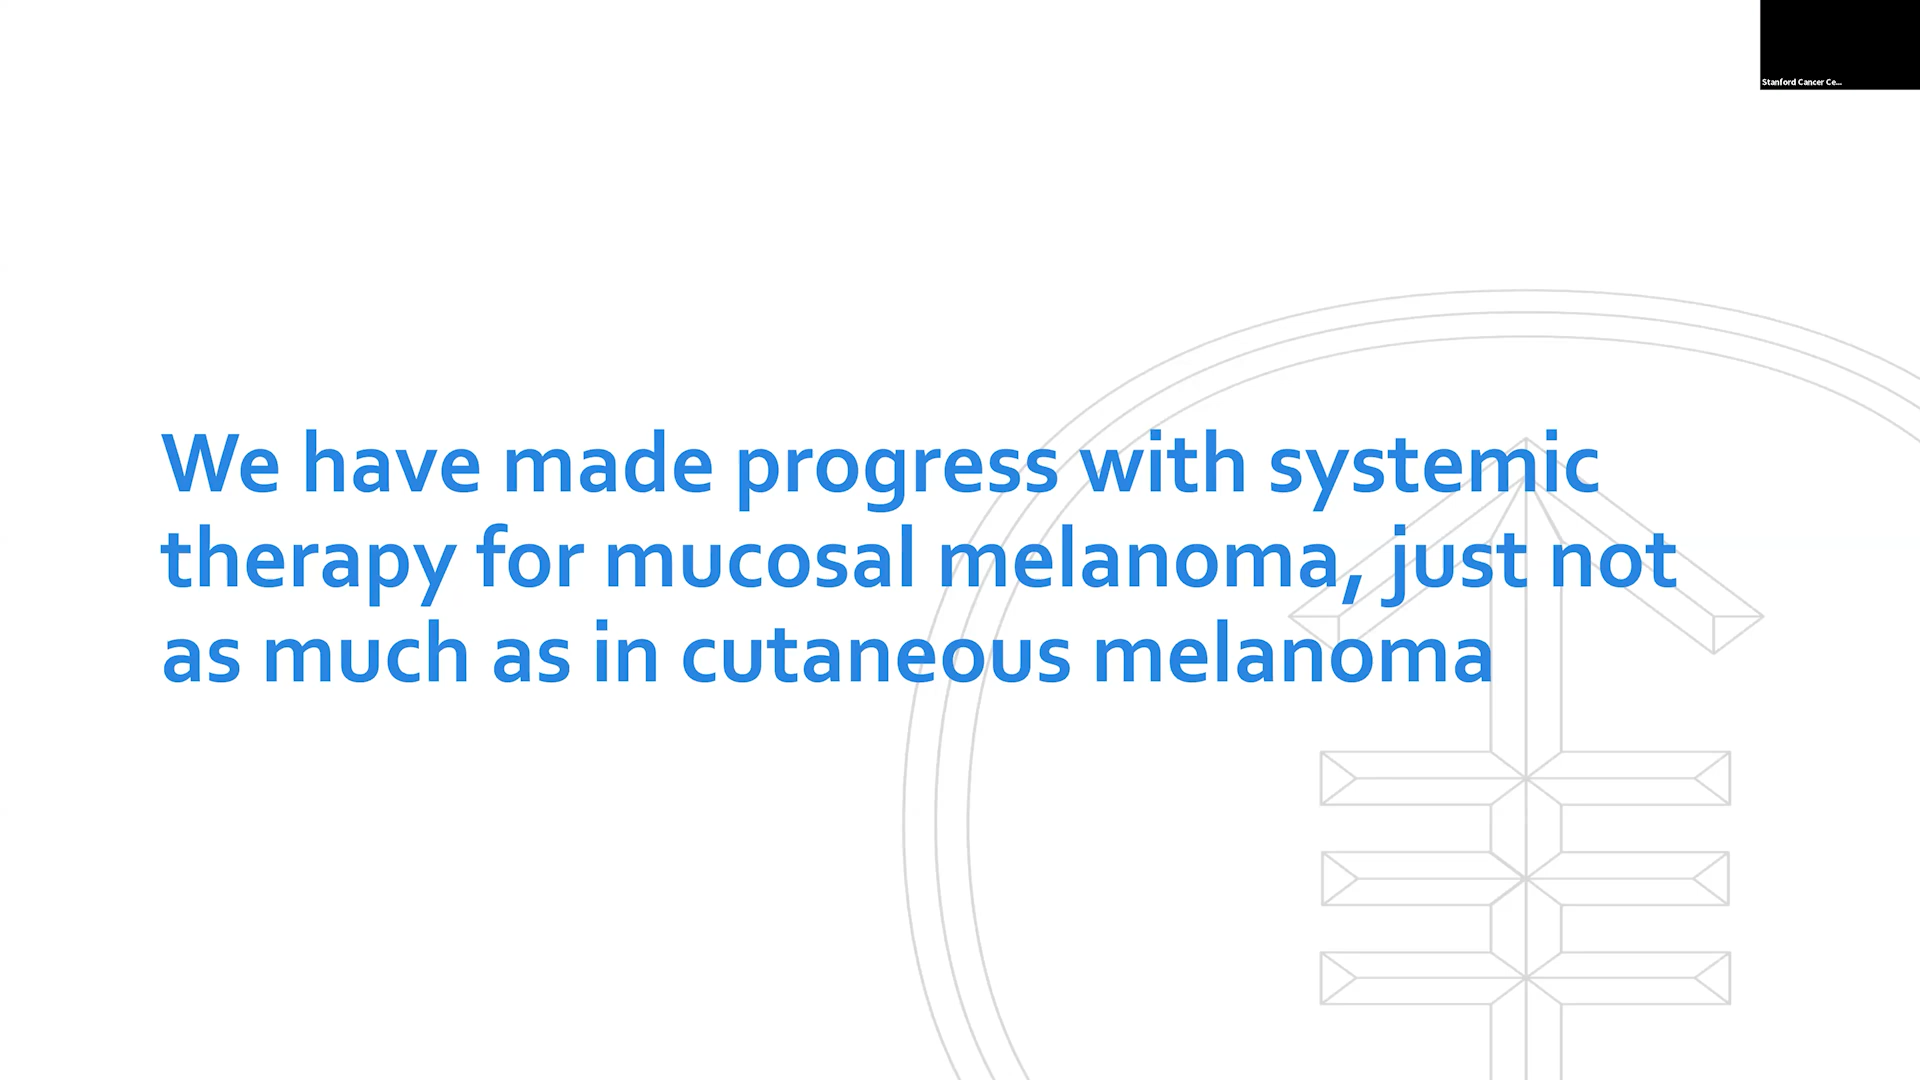 Stanford Cancer Ce...
We have made progress with systemic
therapy for mucosal melanoma, just not
as much as in cutaneous melanoma